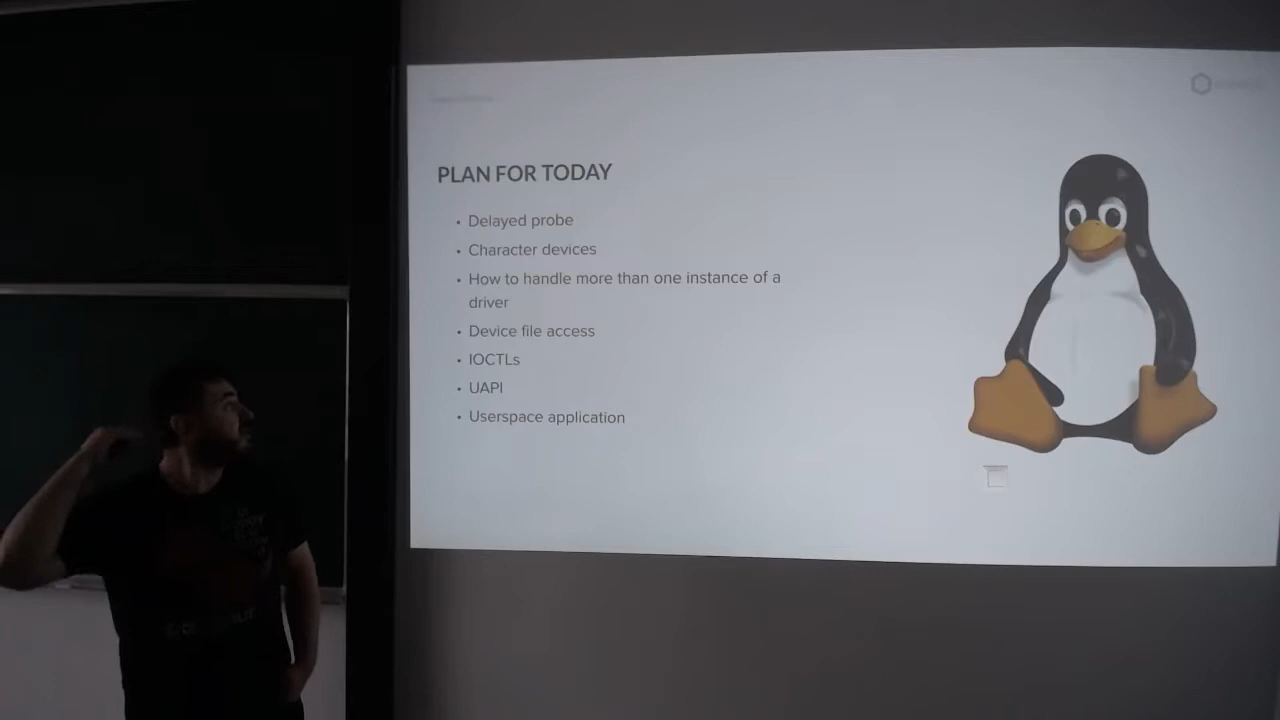 PLAN FOR TODAY
• Delayed probe
• Character devices
• How to handle more than one instance of a
driver
• Device file access
• IOCTLs
• UAPI
• Userspace application